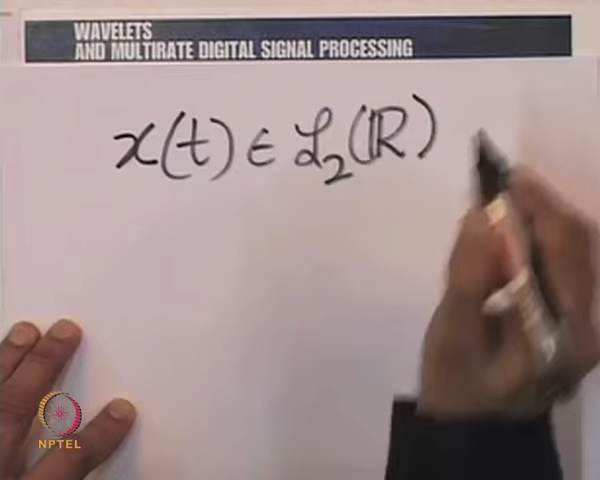 WAVELETS
AND MULTIRATE DIGITAL SIGNAL PROCESSING
x(t) ∈ ℒ₂(ℝ)
NPTEL